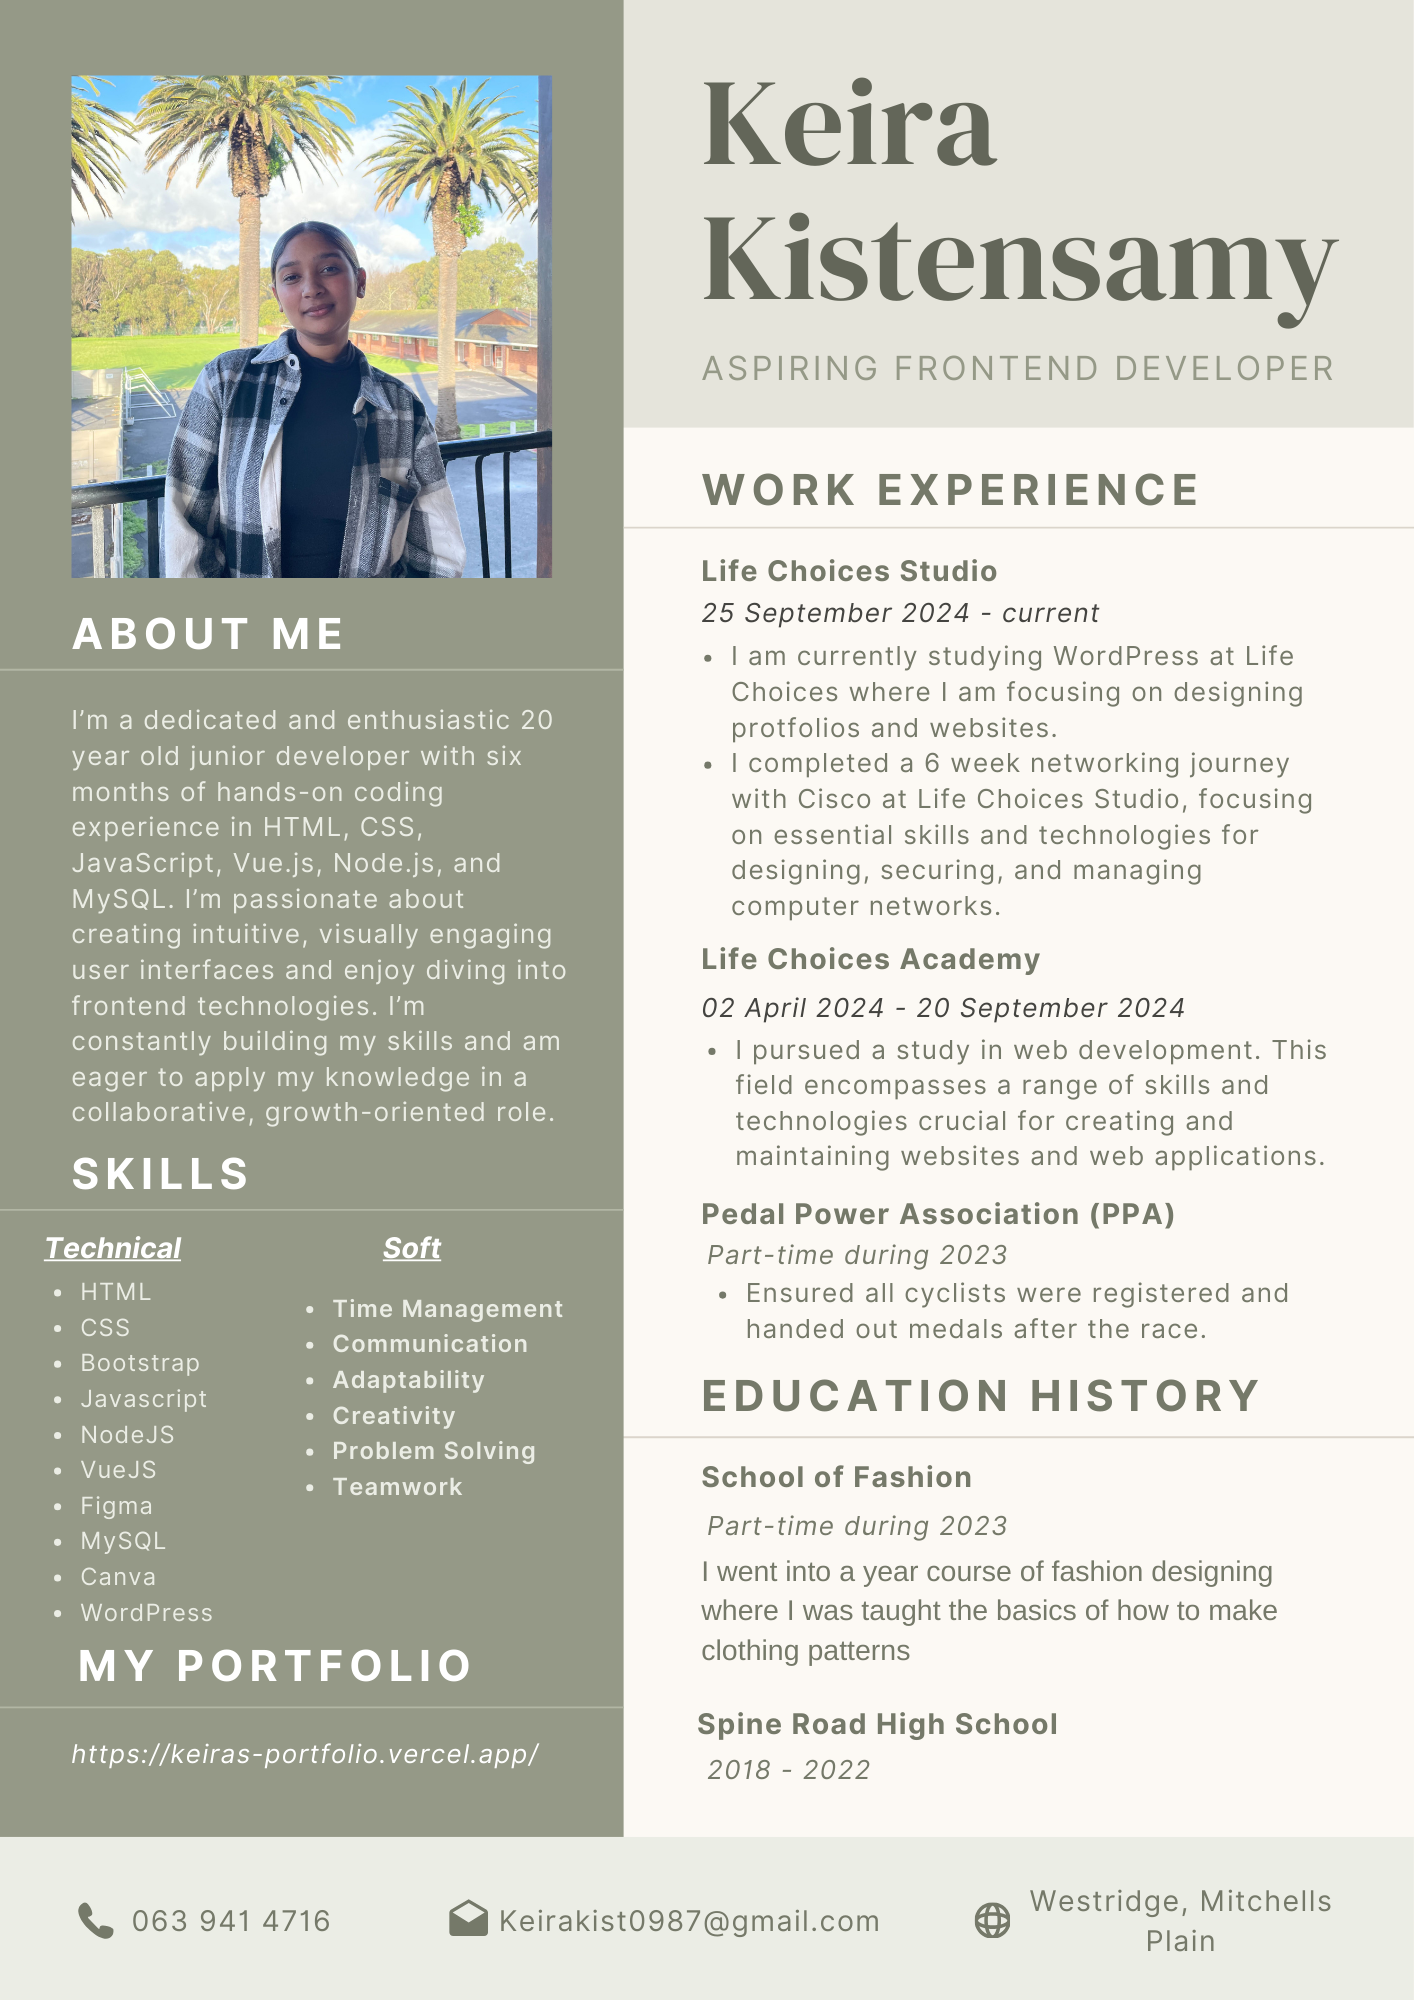 Keira
Kistensamy
ASPIRING FRONTEND DEVELOPER
ABOUT ME
I’m a dedicated and enthusiastic 20
year old junior developer with six
months of hands-on coding
experience in HTML, CSS,
JavaScript, Vue.js, Node.js, and
MySQL. I’m passionate about
creating intuitive, visually engaging
user interfaces and enjoy diving into
frontend technologies. I’m
constantly building my skills and am
eager to apply my knowledge in a
collaborative, growth-oriented role.
SKILLS
Technical
• HTML
• CSS
• Bootstrap
• Javascript
• NodeJS
• VueJS
• Figma
• MySQL
• Canva
• WordPress
Soft
• Time Management
• Communication
• Adaptability
• Creativity
• Problem Solving
• Teamwork
MY PORTFOLIO
https://keiras-portfolio.vercel.app/
WORK EXPERIENCE
Life Choices Studio
25 September 2024 - current
• I am currently studying WordPress at Life
Choices where I am focusing on designing
protfolios and websites.
• I completed a 6 week networking journey
with Cisco at Life Choices Studio, focusing
on essential skills and technologies for
designing, securing, and managing
computer networks.
Life Choices Academy
02 April 2024 - 20 September 2024
• I pursued a study in web development. This
field encompasses a range of skills and
technologies crucial for creating and
maintaining websites and web applications.
Pedal Power Association (PPA)
Part-time during 2023
• Ensured all cyclists were registered and
handed out medals after the race.
EDUCATION HISTORY
School of Fashion
Part-time during 2023
I went into a year course of fashion designing
where I was taught the basics of how to make
clothing patterns
Spine Road High School
2018 - 2022
063 941 4716
Keirakist0987@gmail.com
Westridge, Mitchells
Plain